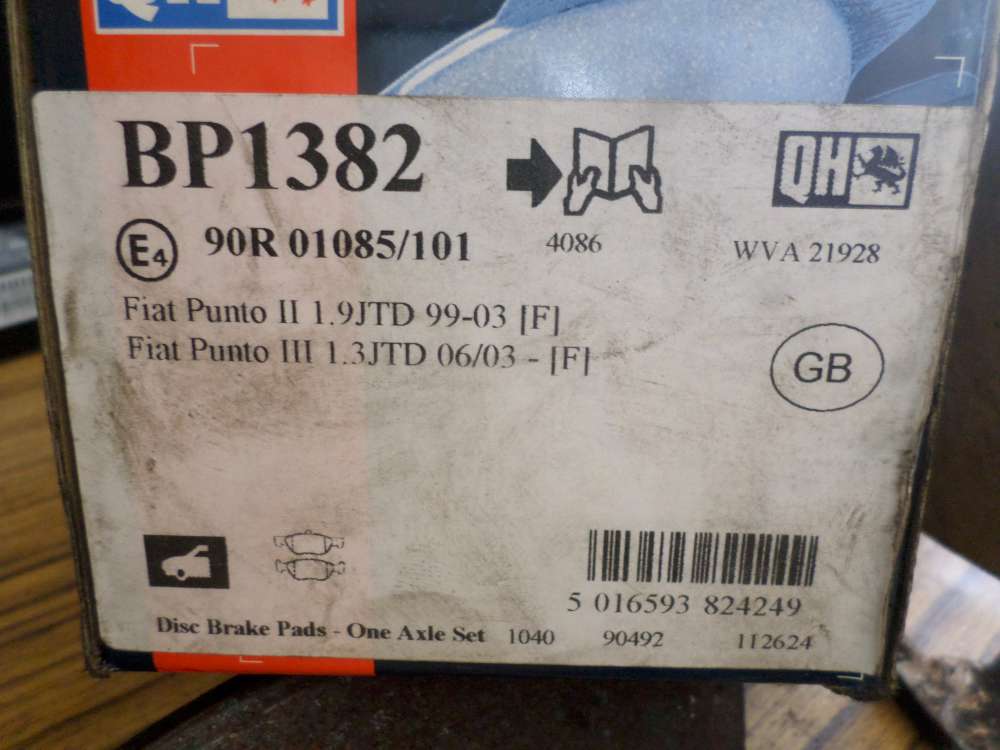 BP1382
QH
E4 90R 01085/101
4086
WVA 21928
Fiat Punto II 1.9JTD 99-03 [F]
Fiat Punto III 1.3JTD 06/03 - [F]
GB
5 016593 824249
Disc Brake Pads - One Axle Set 1040 90492 112624